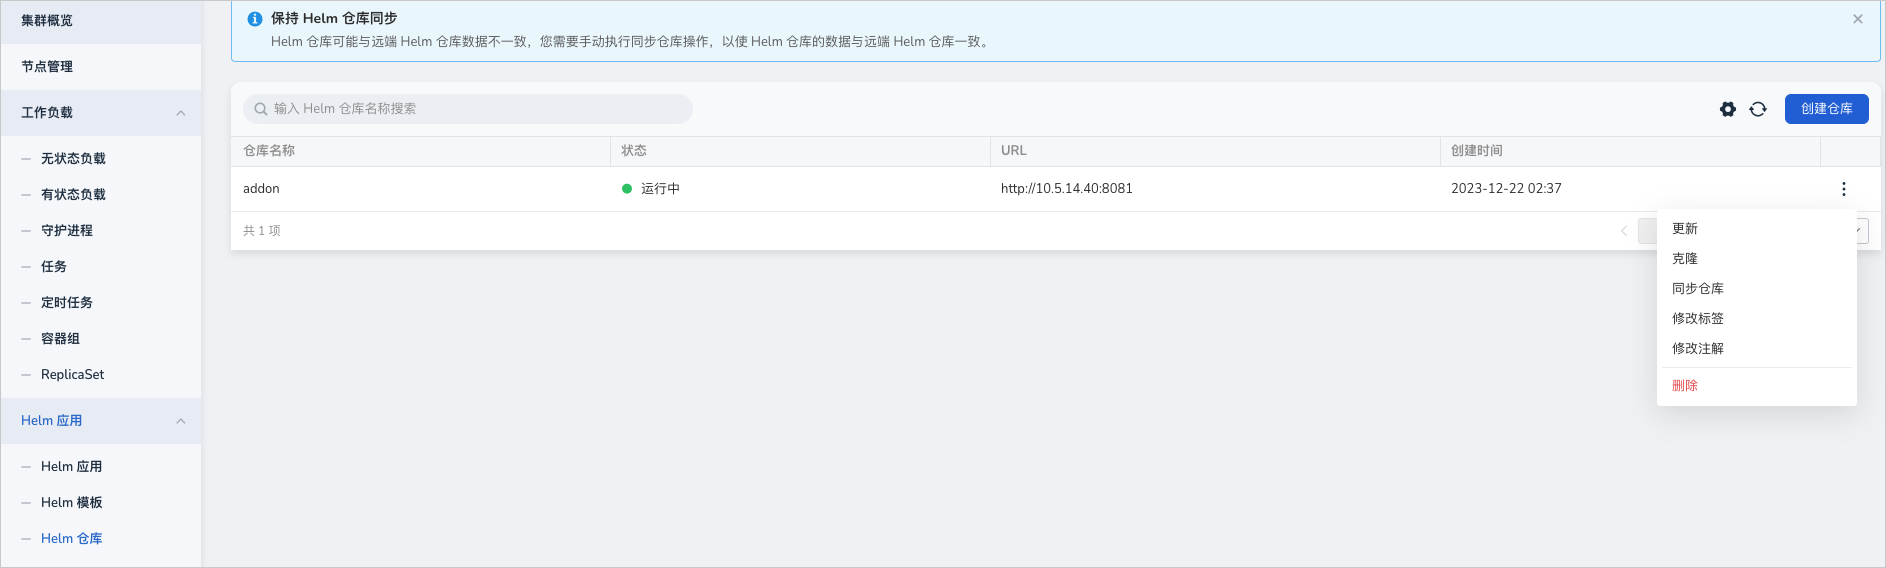 集群概览
节点管理
工作负载
无状态负载
有状态负载
守护进程
任务
定时任务
容器组
ReplicaSet
Helm 应用
Helm 应用
Helm 模板
Helm 仓库
保持 Helm 仓库同步
Helm 仓库可能与远端 Helm 仓库数据不一致，您需要手动执行同步仓库操作，以使 Helm 仓库的数据与远端 Helm 仓库一致。
输入 Helm 仓库名称搜索
创建仓库
仓库名称 状态 URL 创建时间
addon 运行中 http://10.5.14.40:8081 2023-12-22 02:37
共 1 项
更新
克隆
同步仓库
修改标签
修改注解
删除